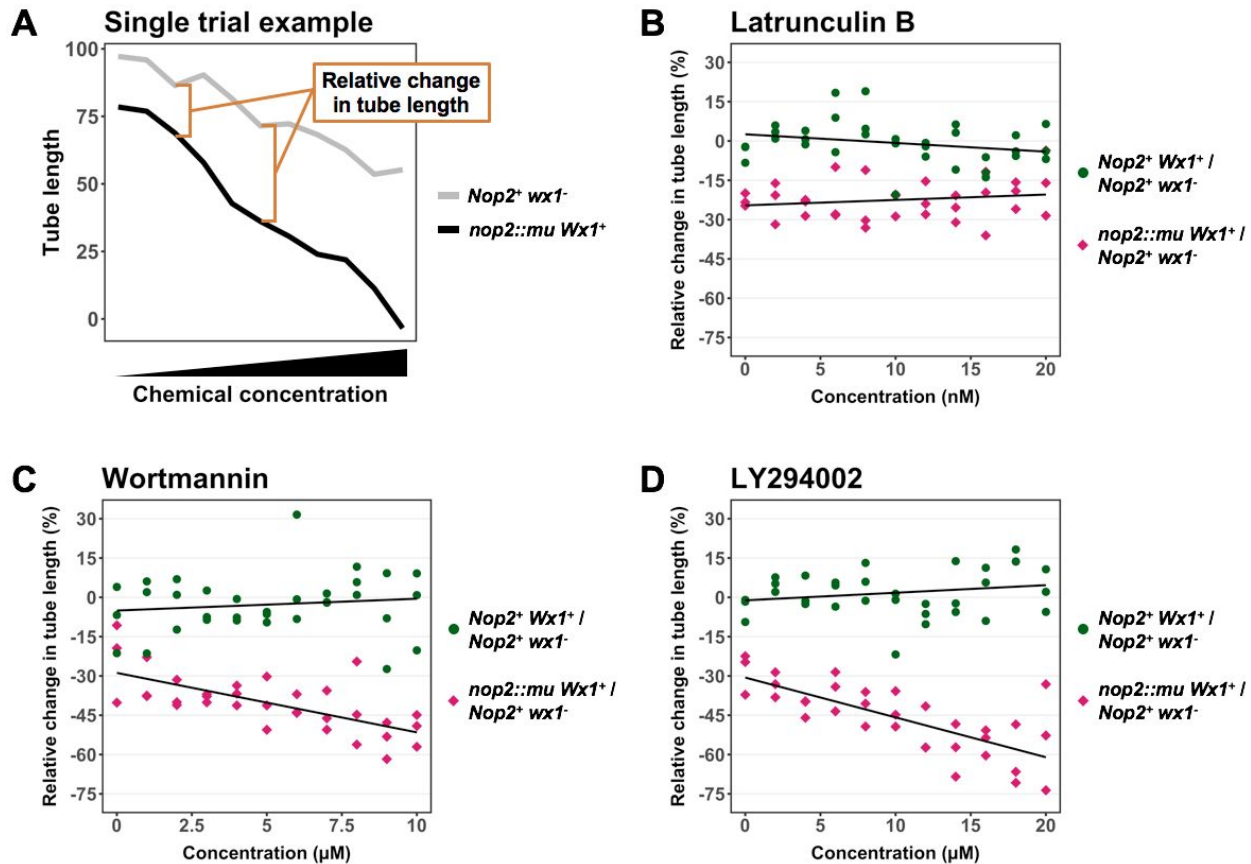 A Single trial example
Tube length
100
75
50
25
0
Relative change
in tube length
Nop2⁺ wx1⁻
nop2::mu Wx1⁺
Chemical concentration
B Latrunculin B
Relative change in tube length (%)
30
15
0
-15
-30
-45
-60
-75
0 5 10 15 20
Concentration (nM)
Nop2⁺ Wx1⁺ /
Nop2⁺ wx1⁻
nop2::mu Wx1⁺ /
Nop2⁺ wx1⁻
C Wortmannin
Relative change in tube length (%)
30
15
0
-15
-30
-45
-60
-75
0 2.5 5 7.5 10
Concentration (µM)
Nop2⁺ Wx1⁺ /
Nop2⁺ wx1⁻
nop2::mu Wx1⁺ /
Nop2⁺ wx1⁻
D LY294002
Relative change in tube length (%)
30
15
0
-15
-30
-45
-60
-75
0 5 10 15 20
Concentration (µM)
Nop2⁺ Wx1⁺ /
Nop2⁺ wx1⁻
nop2::mu Wx1⁺ /
Nop2⁺ wx1⁻